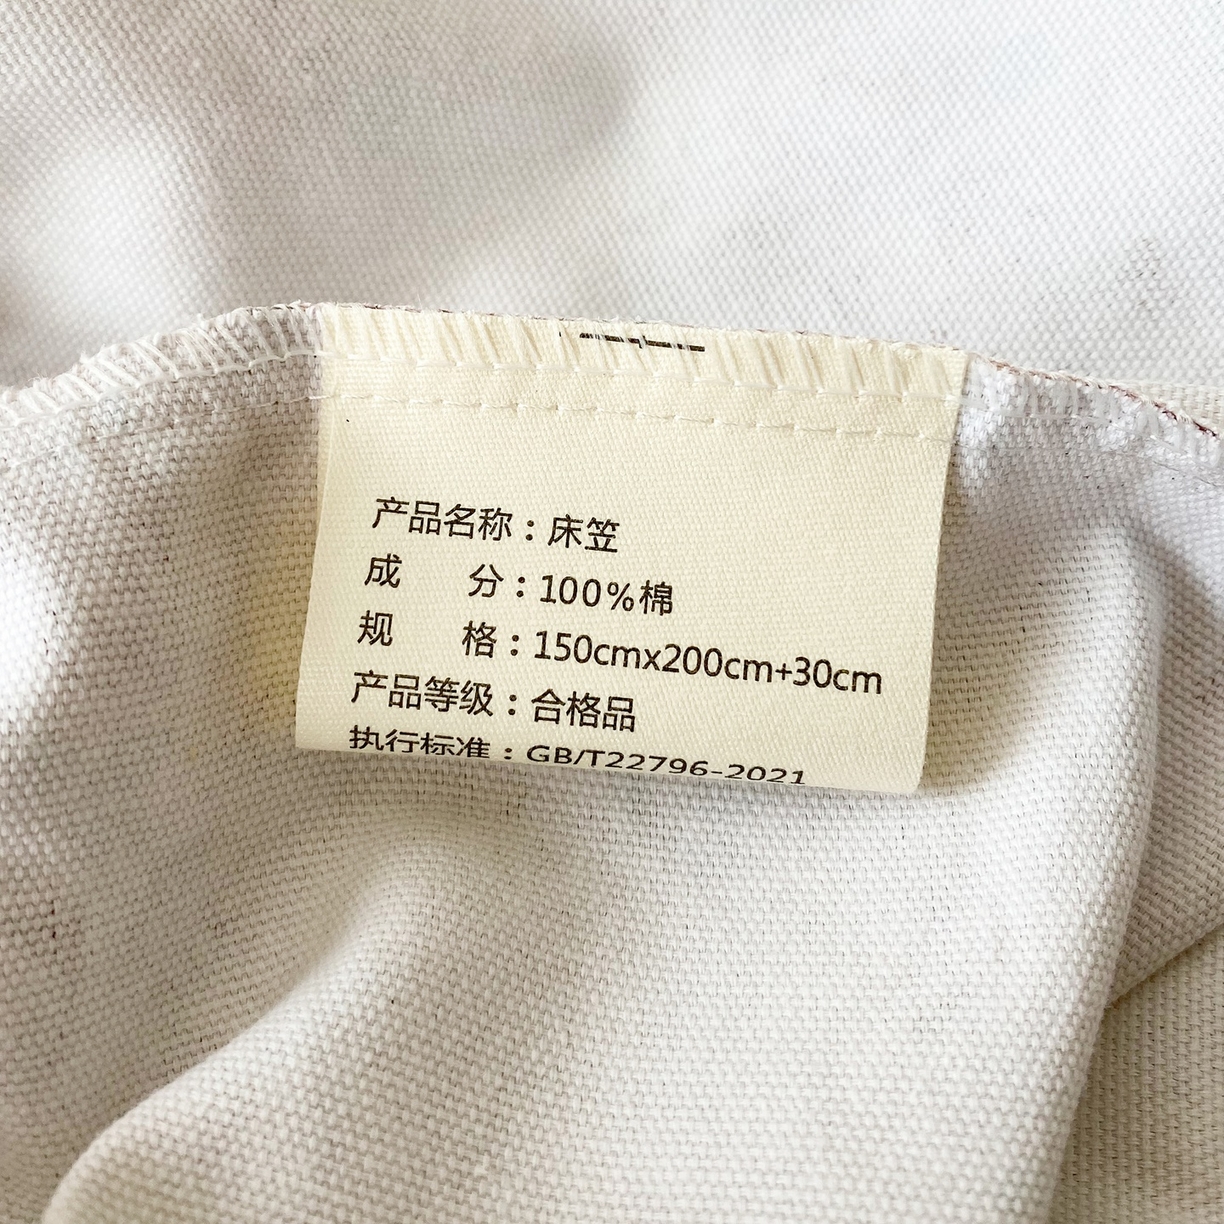 产品名称：床笠
成 分：100%棉
规 格：150cmx200cm+30cm
产品等级：合格品
执行标准：GB/T22796-2021